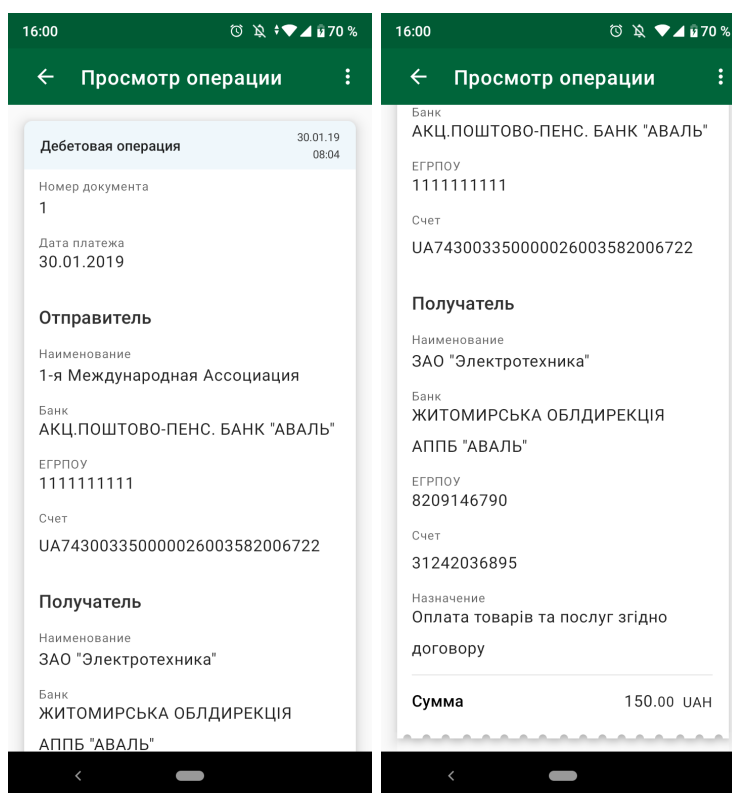 16:00
70 %
Просмотр операции
Дебетовая операция
30.01.19
08:04
Номер документа
1
Дата платежа
30.01.2019
Отправитель
Наименование
1-я Международная Ассоциация
Банк
АКЦ.ПОШТОВО-ПЕНС. БАНК "АВАЛЬ"
ЕГРПОУ
1111111111
Счет
UA743003350000026003582006722
Получатель
Наименование
ЗАО "Электротехника"
Банк
ЖИТОМИРСЬКА ОБЛДИРЕКЦІЯ
АППБ "АВАЛЬ"
16:00
70 %
Просмотр операции
Банк
АКЦ.ПОШТОВО-ПЕНС. БАНК "АВАЛЬ"
ЕГРПОУ
1111111111
Счет
UA743003350000026003582006722
Получатель
Наименование
ЗАО "Электротехника"
Банк
ЖИТОМИРСЬКА ОБЛДИРЕКЦІЯ
АППБ "АВАЛЬ"
ЕГРПОУ
8209146790
Счет
31242036895
Назначение
Оплата товарів та послуг згідно
договору
Сумма
150.00 UAH